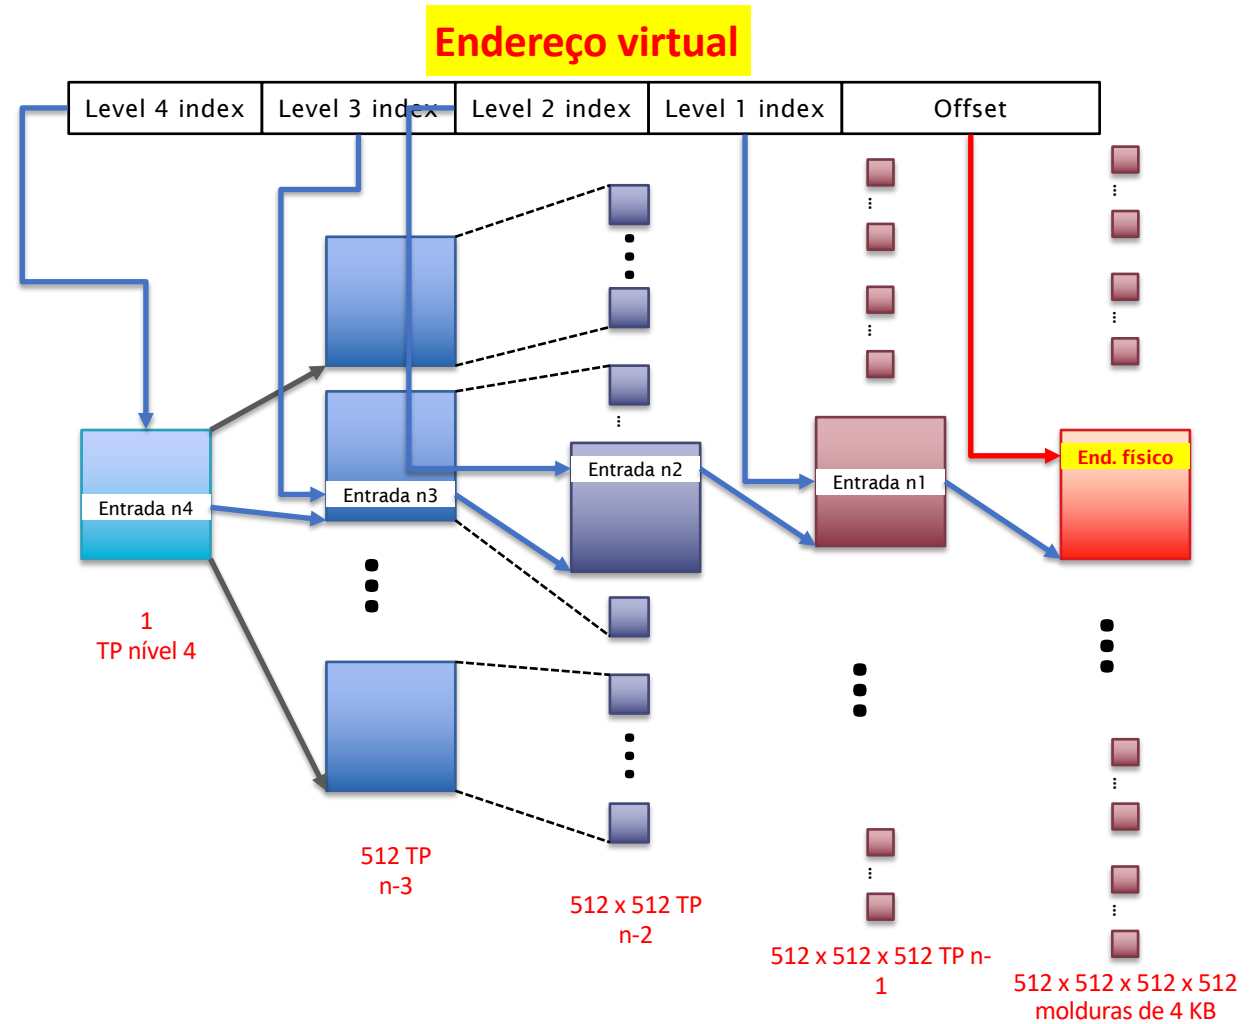 Endereço virtual
Level 4 index
Level 3 index
Level 2 index
Level 1 index
Offset
Entrada n4
Entrada n3
Entrada n2
Entrada n1
End. físico
1
TP nível 4
512 TP
n-3
512 x 512 TP
n-2
512 x 512 x 512 TP n-
1
512 x 512 x 512 x 512
molduras de 4 KB